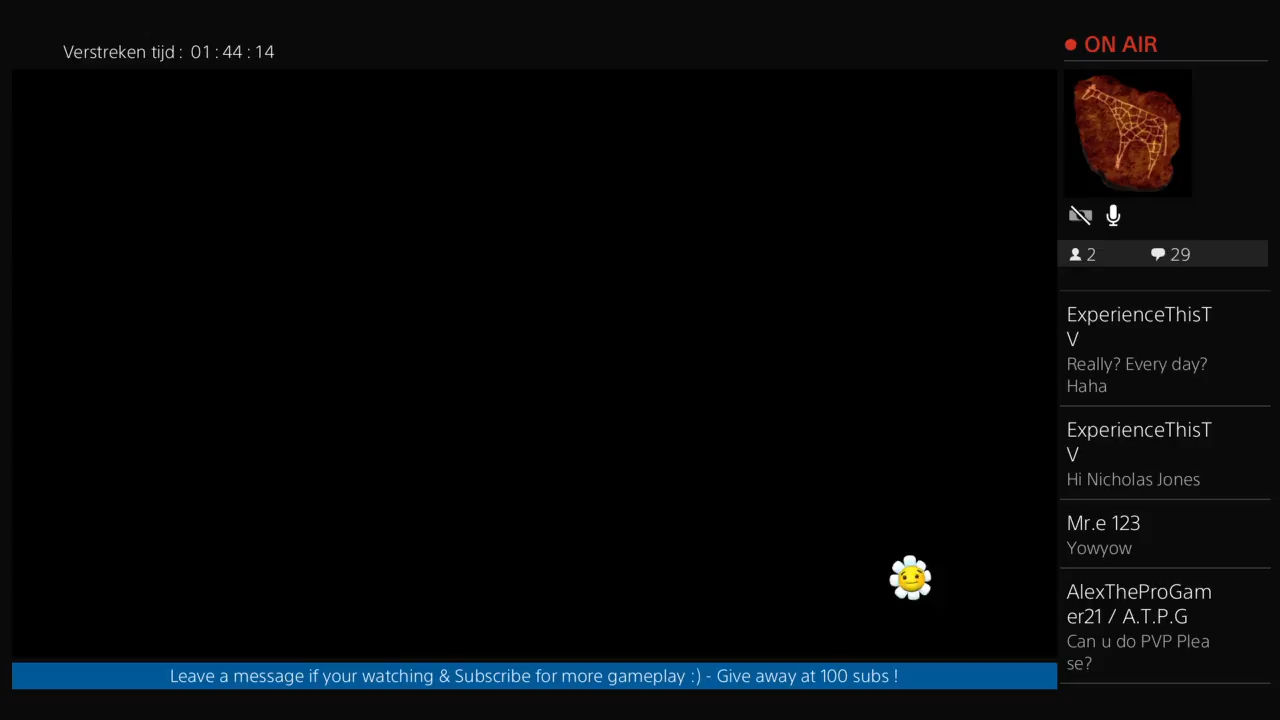 Verstreken tijd : 01 : 44 : 14
ON AIR
2
29
ExperienceThisT
V
Really? Every day?
Haha
ExperienceThisT
V
Hi Nicholas Jones
Mr.e 123
Yowyow
AlexTheProGam
er21 / A.T.P.G
Can u do PVP Plea
se?
Leave a message if your watching & Subscribe for more gameplay :) - Give away at 100 subs !